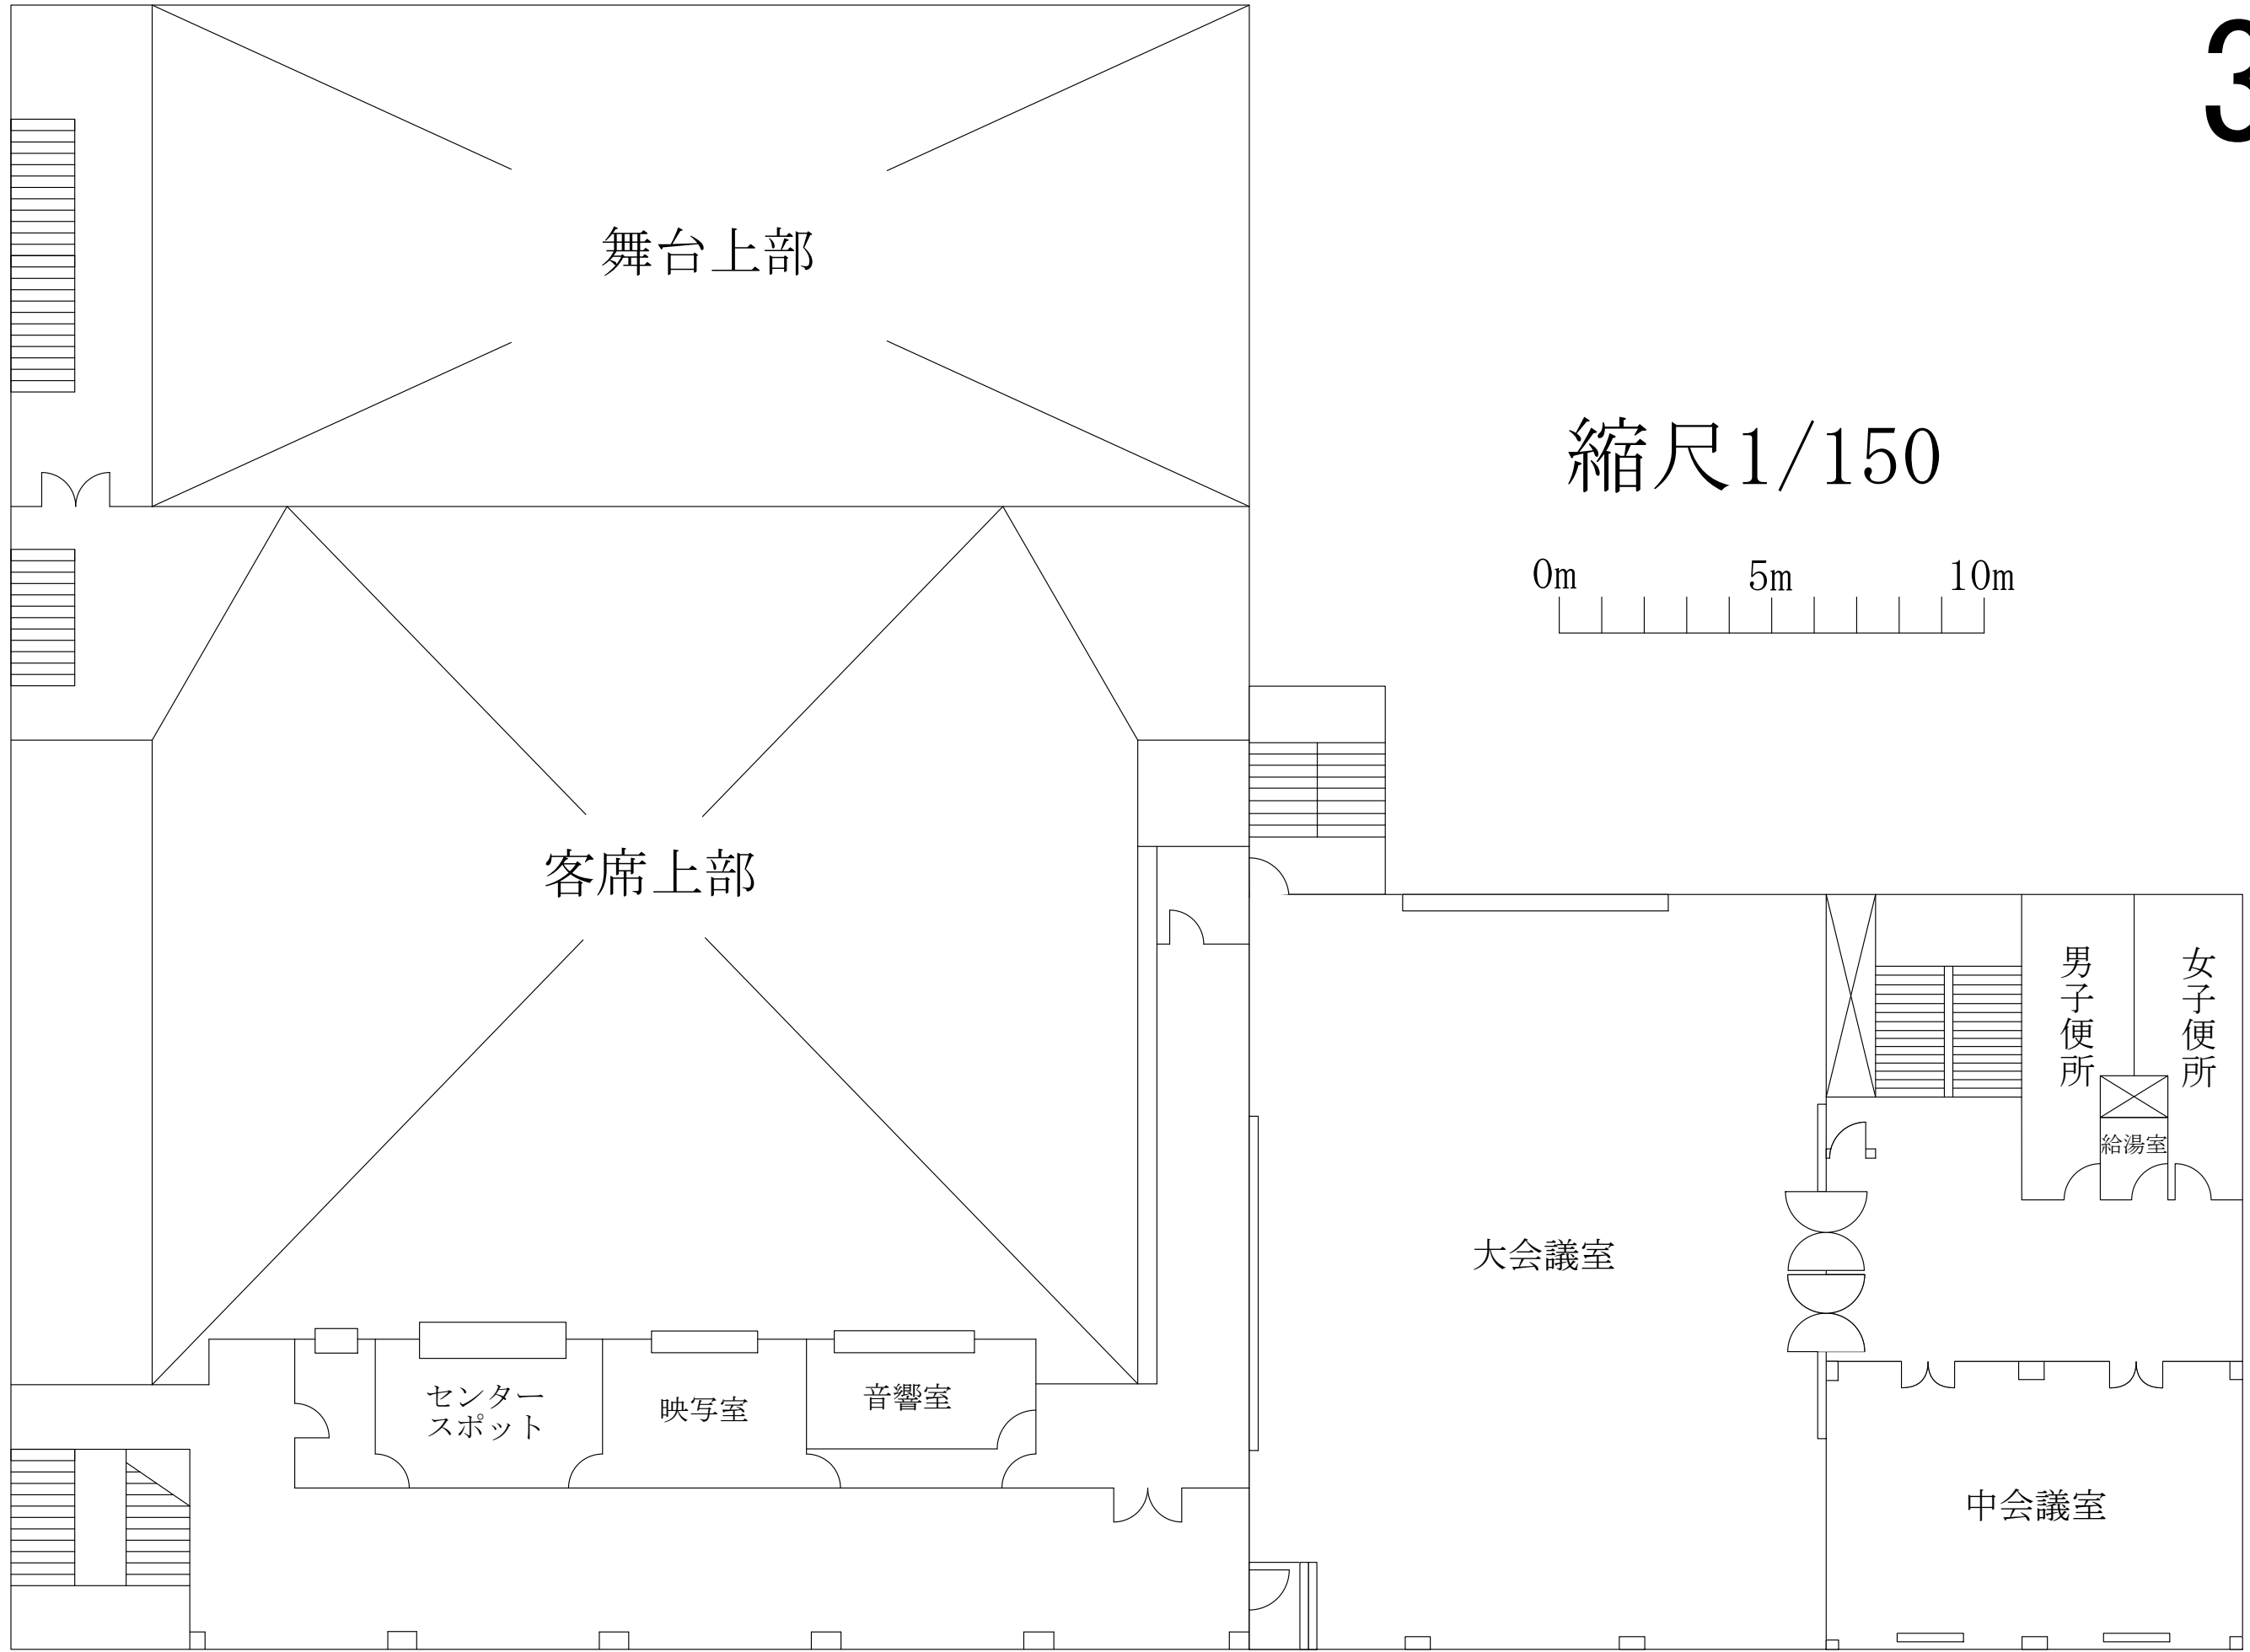 3
舞台上部
縮尺1/150
0m 5m 10m
客席上部
男子便所
女子便所
給湯室
大会議室
センター
スポット
映写室
音響室
中会議室